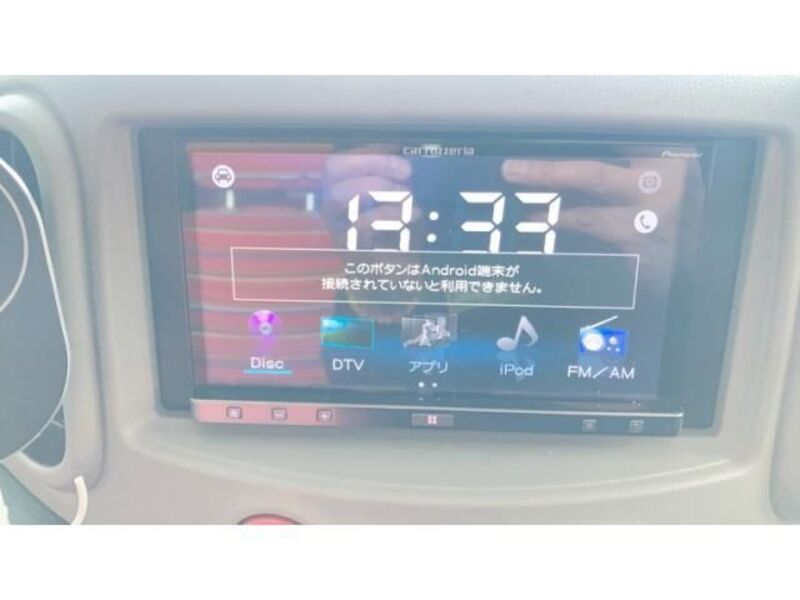 carrozzeria
Pioneer
13:33
このボタンはAndroid端末が
接続されていないと利用できません。
Disc
DTV
アプリ
iPod
FM/AM